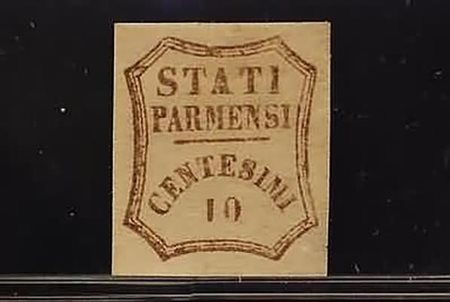 STATI
PARMENSI
CENTESIMI
10